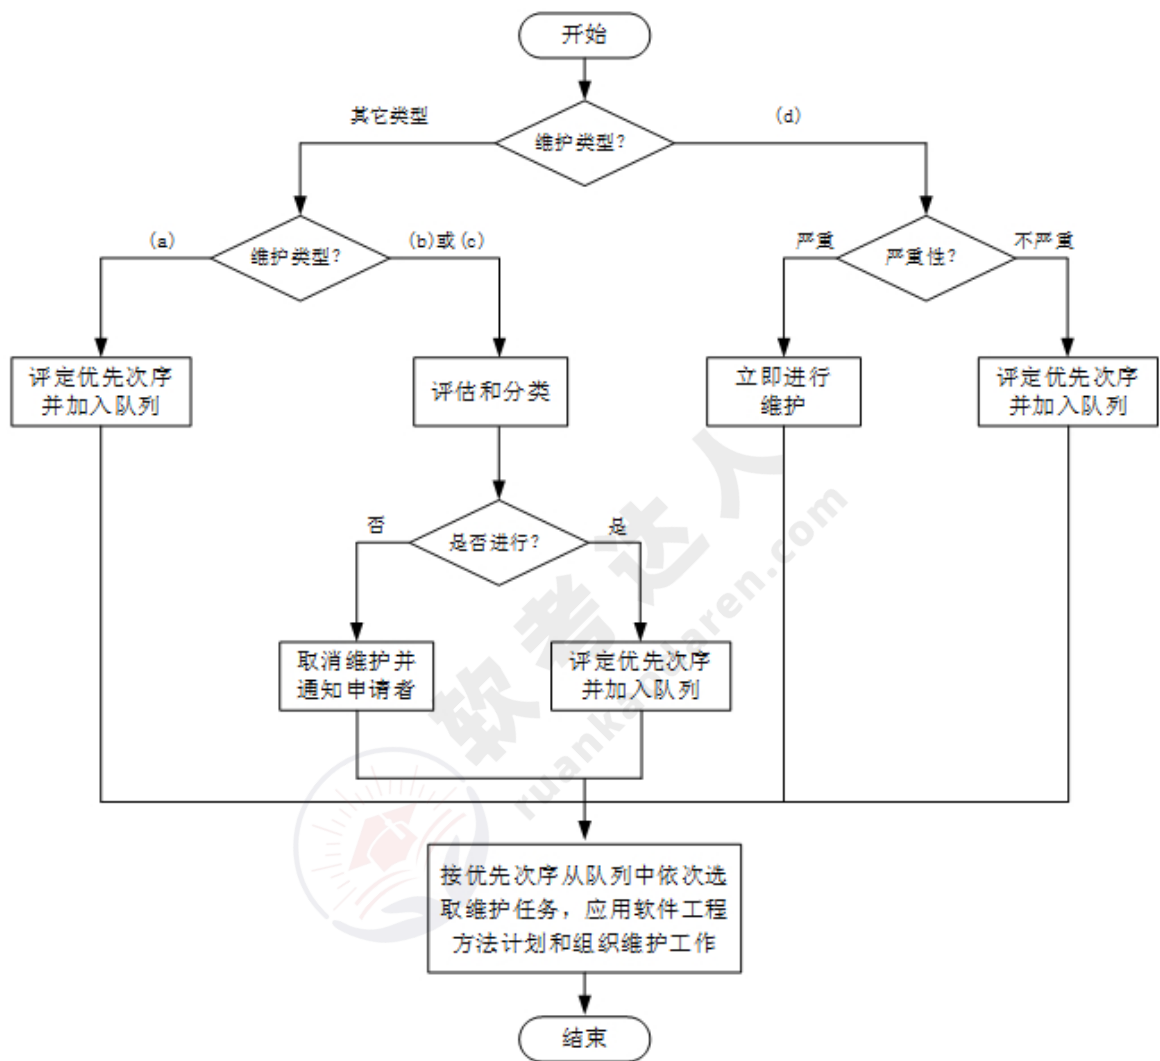 开始
其它类型
(d)
维护类型？
(a)
维护类型？
(b)或(c)
严重
严重性？
不严重
评定优先次序
并加入队列
评估和分类
立即进行
维护
评定优先次序
并加入队列
否
是否进行？
是
取消维护并
通知申请者
评定优先次序
并加入队列
软考达人
ruankaodaren.com
按优先次序从队列中依次选
取维护任务，应用软件工程
方法计划和组织维护工作
结束